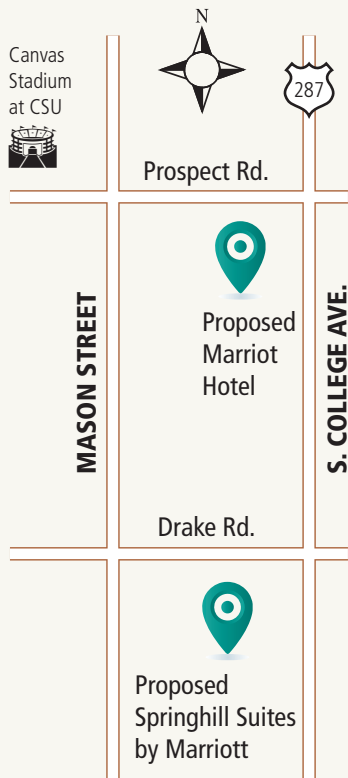 N
Canvas
Stadium
at CSU
287
Prospect Rd.
Proposed
Marriot
Hotel
MASON STREET
S. COLLEGE AVE.
Drake Rd.
Proposed
Springhill Suites
by Marriott